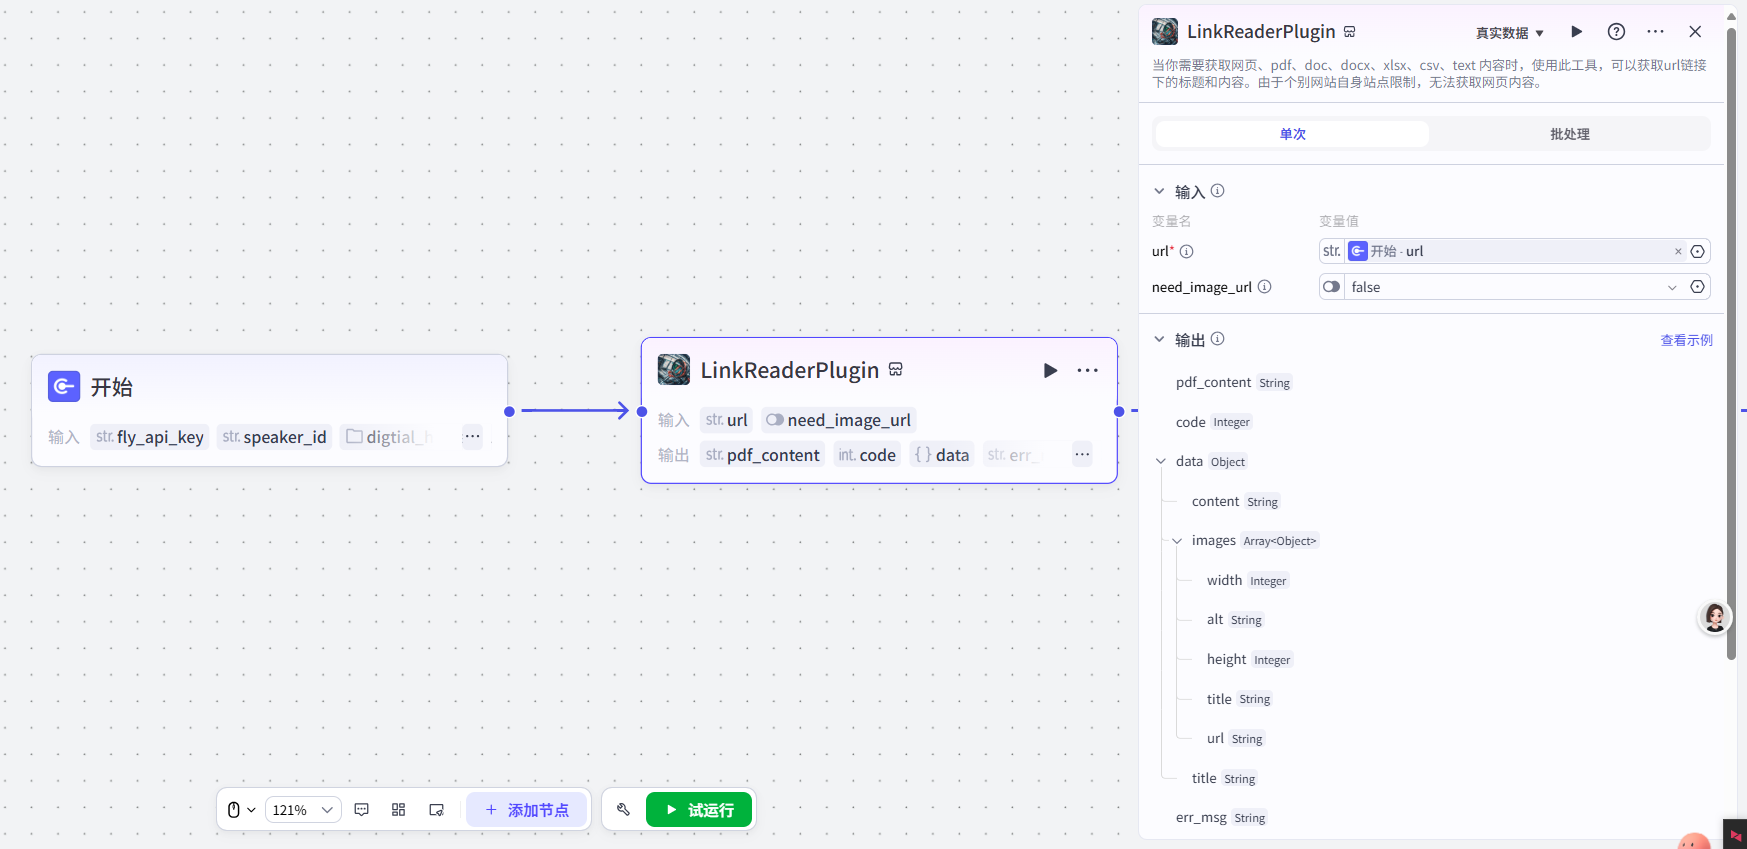 开始
输入 str. fly_api_key str. speaker_id digtial_h ...
LinkReaderPlugin
输入 str. url need_image_url
输出 str. pdf_content int. code { } data str. err_ ...
121%
添加节点
试运行
LinkReaderPlugin
真实数据
当你需要获取网页、pdf、doc、docx、xlsx、csv、text 内容时，使用此工具，可以获取url链接
下的标题和内容。由于个别网站自身站点限制，无法获取网页内容。
单次 批处理
输入
变量名 变量值
url* str. 开始 - url
need_image_url false
输出 查看示例
pdf_content String
code Integer
data Object
content String
images Array<Object>
width Integer
alt String
height Integer
title String
url String
title String
err_msg String